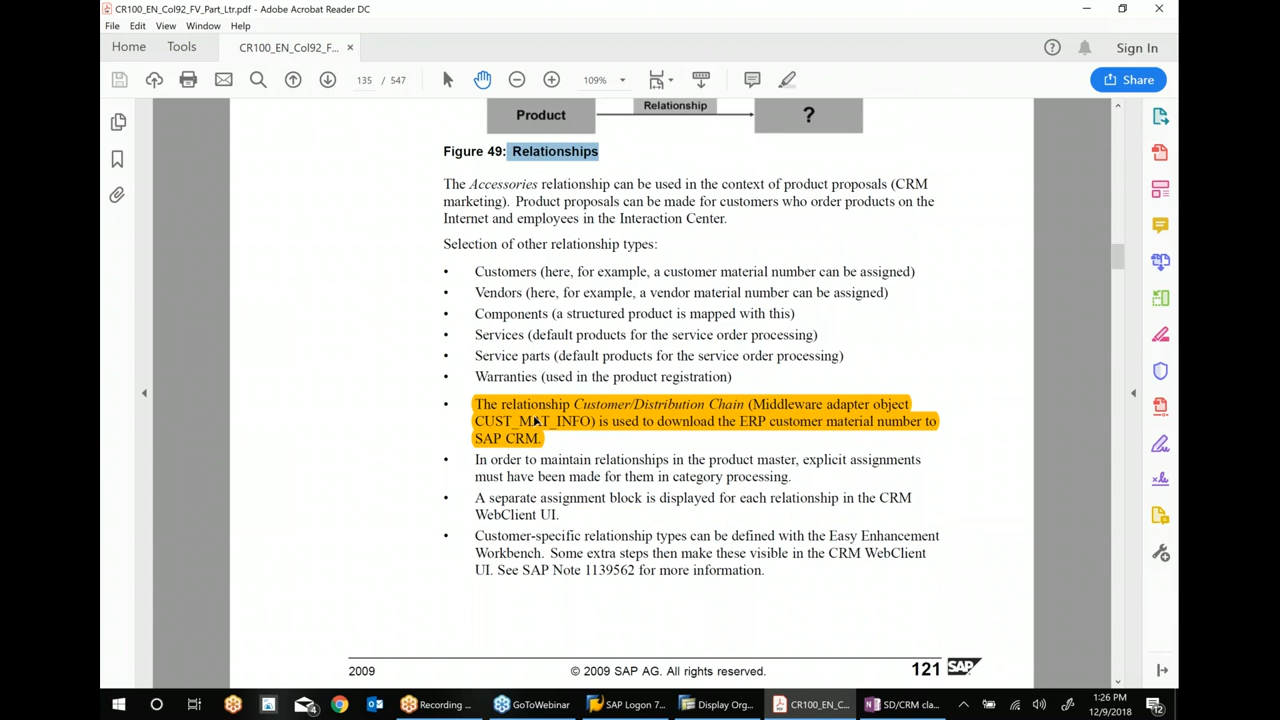 CR100_EN_Col92_FV_Part_Ltr.pdf - Adobe Acrobat Reader DC
File Edit View Window Help
Home Tools CR100_EN_Col92_F... × Sign In
135 / 547 109% Share
Product Relationship ?
Figure 49: Relationships
The Accessories relationship can be used in the context of product proposals (CRM
marketing). Product proposals can be made for customers who order products on the
Internet and employees in the Interaction Center.
Selection of other relationship types:
• Customers (here, for example, a customer material number can be assigned)
• Vendors (here, for example, a vendor material number can be assigned)
• Components (a structured product is mapped with this)
• Services (default products for the service order processing)
• Service parts (default products for the service order processing)
• Warranties (used in the product registration)
• The relationship Customer/Distribution Chain (Middleware adapter object
CUST_MAT_INFO) is used to download the ERP customer material number to
SAP CRM.
• In order to maintain relationships in the product master, explicit assignments
must have been made for them in category processing.
• A separate assignment block is displayed for each relationship in the CRM
WebClient UI.
• Customer-specific relationship types can be defined with the Easy Enhancement
Workbench. Some extra steps then make these visible in the CRM WebClient
UI. See SAP Note 1139562 for more information.
2009 © 2009 SAP AG. All rights reserved. 121 SAP
4 Recording ... GoToWebinar SAP Logon 7... Display Org... CR100_EN_C... SD/CRM cla... 1:26 PM
12/9/2018 12